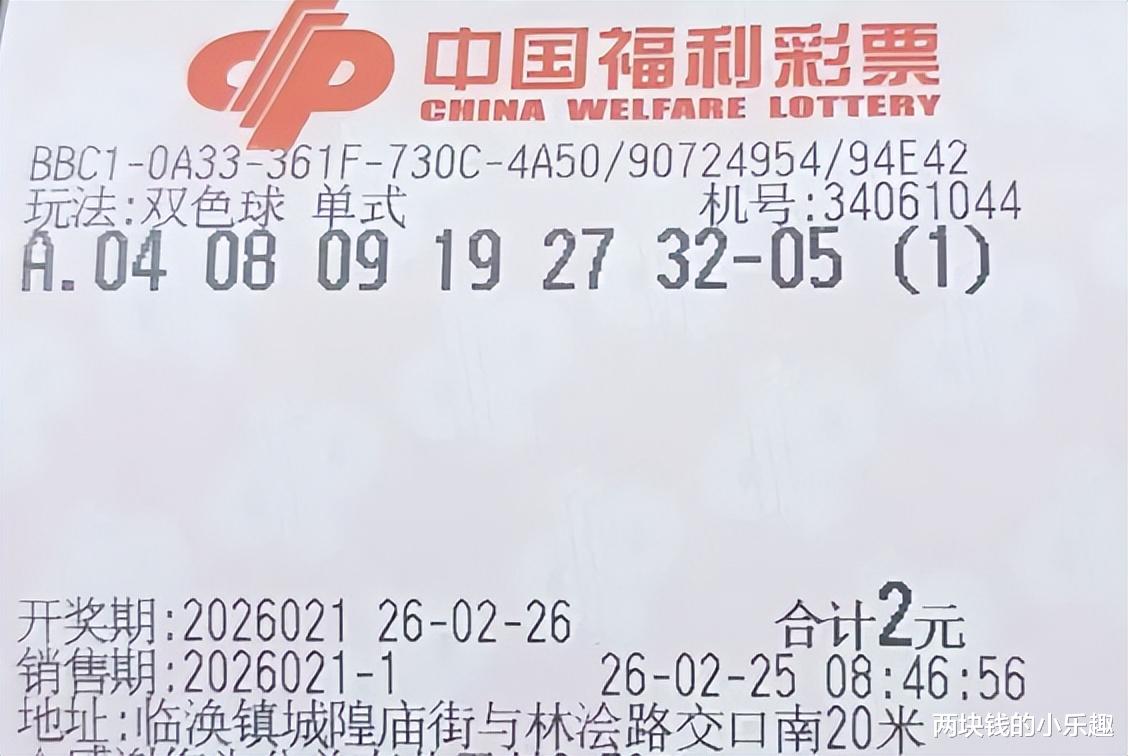 中国福利彩票
CHINA WELFARE LOTTERY
BBC1-0A33-361F-730C-4A50/90724954/94E42
玩法:双色球 单式 机号:34061044
A. 04 08 09 19 27 32-05 (1)
开奖期:2026021 26-02-26 合计2元
销售期:2026021-1 26-02-25 08:46:56
地址:临涣镇城隍庙街与林浍路交口南20米
两块钱的小乐趣